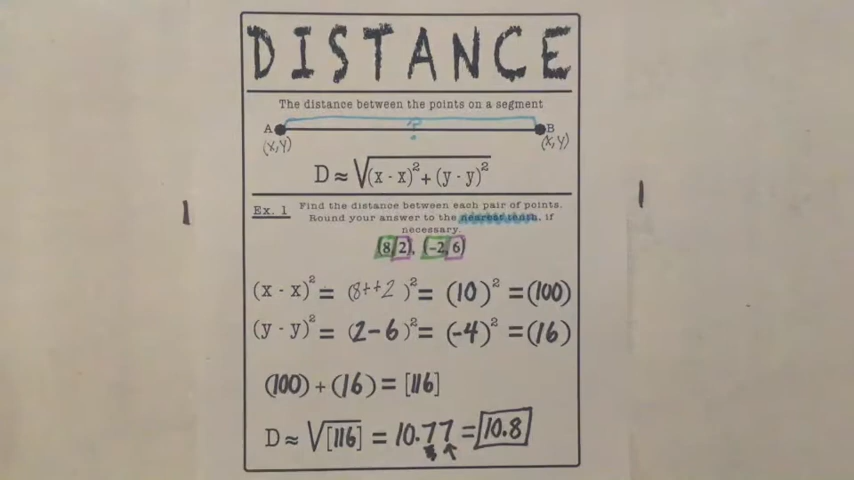 DISTANCE
The distance between the points on a segment
A ? B
(X,Y) (X,Y)
D ≈ √(x - x)² + (y - y)²
Ex. 1 Find the distance between each pair of points.
Round your answer to the nearest tenth, if
necessary.
(8, 2), (−2, 6)
(x - x)² = (8++2)² = (10)² = (100)
(y - y)² = (2-6)² = (-4)² = (16)
(100) + (16) = [116]
D ≈ √[116] = 10.77 = 10.8